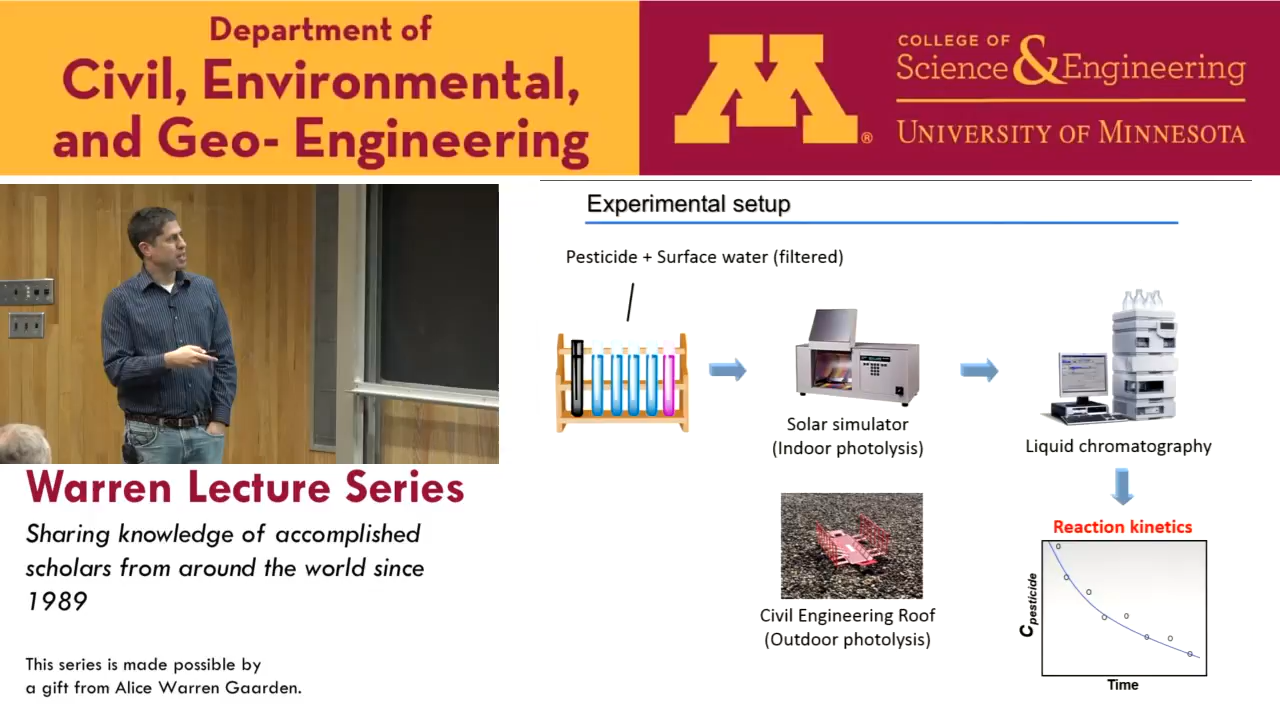 Department of
Civil, Environmental,
and Geo- Engineering
M®
COLLEGE OF
Science & Engineering
UNIVERSITY OF MINNESOTA
Warren Lecture Series
Sharing knowledge of accomplished
scholars from around the world since
1989
This series is made possible by
a gift from Alice Warren Gaarden.
Experimental setup
Pesticide + Surface water (filtered)
Solar simulator
(Indoor photolysis)
Liquid chromatography
Civil Engineering Roof
(Outdoor photolysis)
Reaction kinetics
Cpesticide
Time